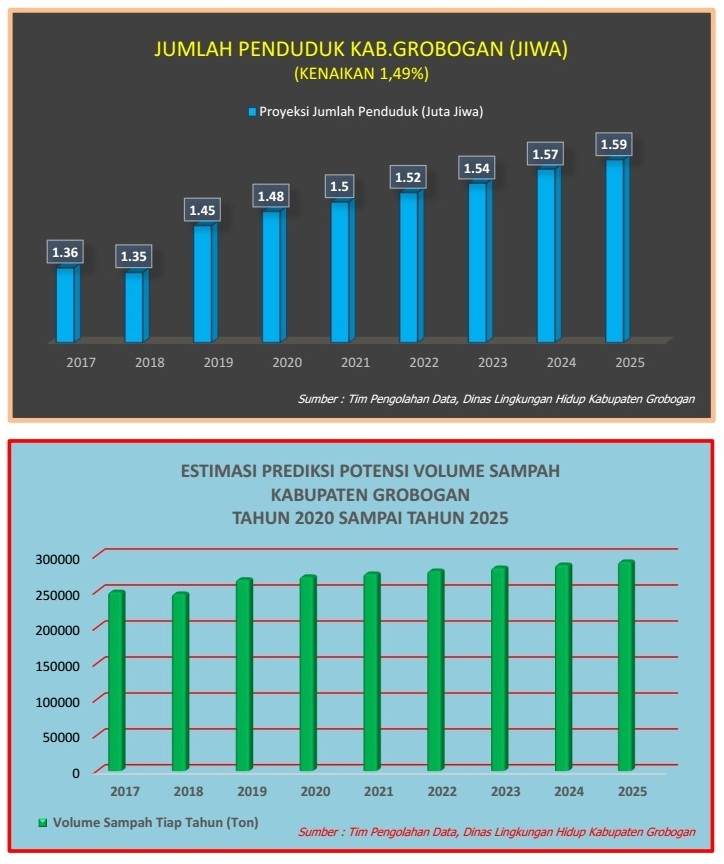 JUMLAH PENDUDUK KAB.GROBOGAN (JIWA)
(KENAIKAN 1,49%)
Proyeksi Jumlah Penduduk (Juta Jiwa)
1.36
1.35
1.45
1.48
1.5
1.52
1.54
1.57
1.59
2017 2018 2019 2020 2021 2022 2023 2024 2025
Sumber : Tim Pengolahan Data, Dinas Lingkungan Hidup Kabupaten Grobogan
ESTIMASI PREDIKSI POTENSI VOLUME SAMPAH
KABUPATEN GROBOGAN
TAHUN 2020 SAMPAI TAHUN 2025
300000
250000
200000
150000
100000
50000
0
2017 2018 2019 2020 2021 2022 2023 2024 2025
Volume Sampah Tiap Tahun (Ton)
Sumber : Tim Pengolahan Data, Dinas Lingkungan Hidup Kabupaten Grobogan